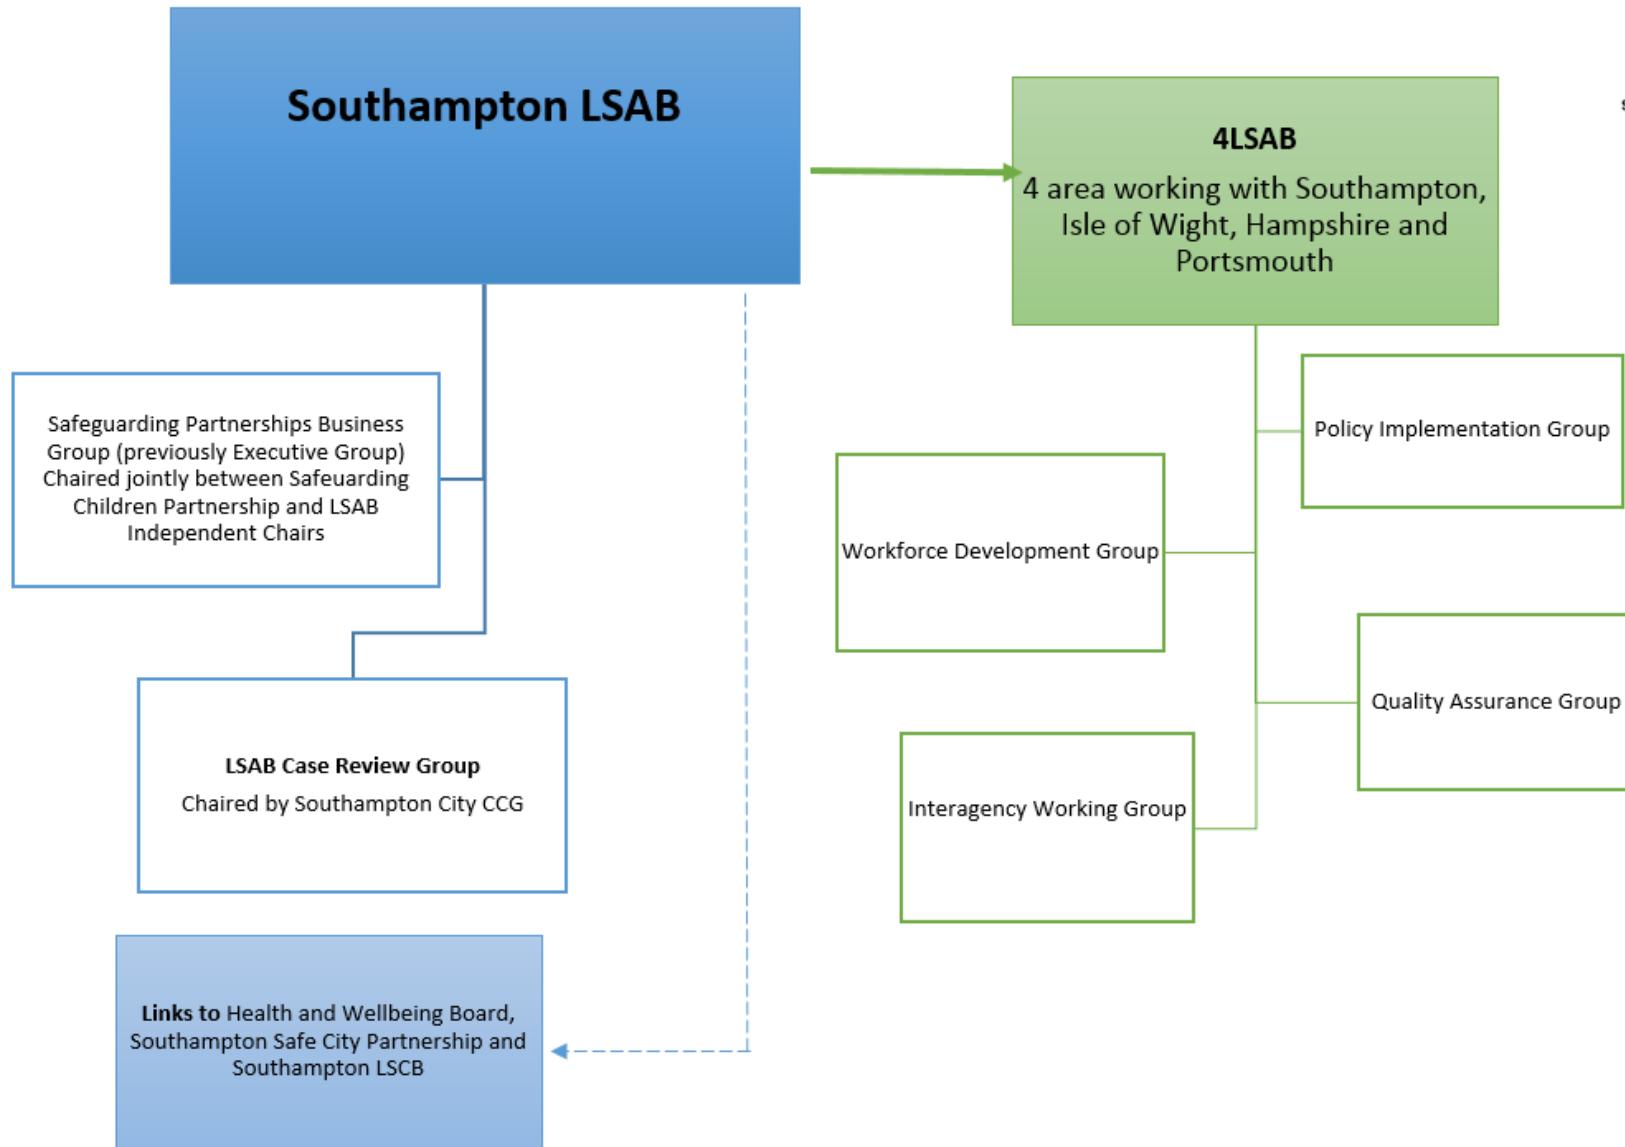 Southampton LSAB
4LSAB
4 area working with Southampton,
Isle of Wight, Hampshire and
Portsmouth
Safeguarding Partnerships Business
Group (previously Executive Group)
Chaired jointly between Safeuarding
Children Partnership and LSAB
Independent Chairs
Policy Implementation Group
Workforce Development Group
Quality Assurance Group
LSAB Case Review Group
Chaired by Southampton City CCG
Interagency Working Group
Links to Health and Wellbeing Board,
Southampton Safe City Partnership and
Southampton LSCB